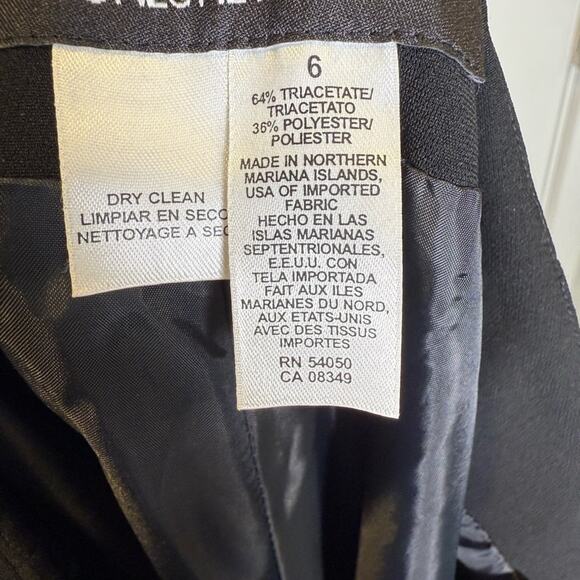 DRY CLEAN
LIMPIAR EN SECO
NETTOYAGE A SEC
6
64% TRIACETATE/
TRIACETATO
36% POLYESTER/
POLIESTER
MADE IN NORTHERN
MARIANA ISLANDS,
USA OF IMPORTED
FABRIC
HECHO EN LAS
ISLAS MARIANAS
SEPTENTRIONALES,
E.E.U.U. CON
TELA IMPORTADA
FAIT AUX ILES
MARIANES DU NORD,
AUX ETATS-UNIS
AVEC DES TISSUS
IMPORTES
RN 54050
CA 08349